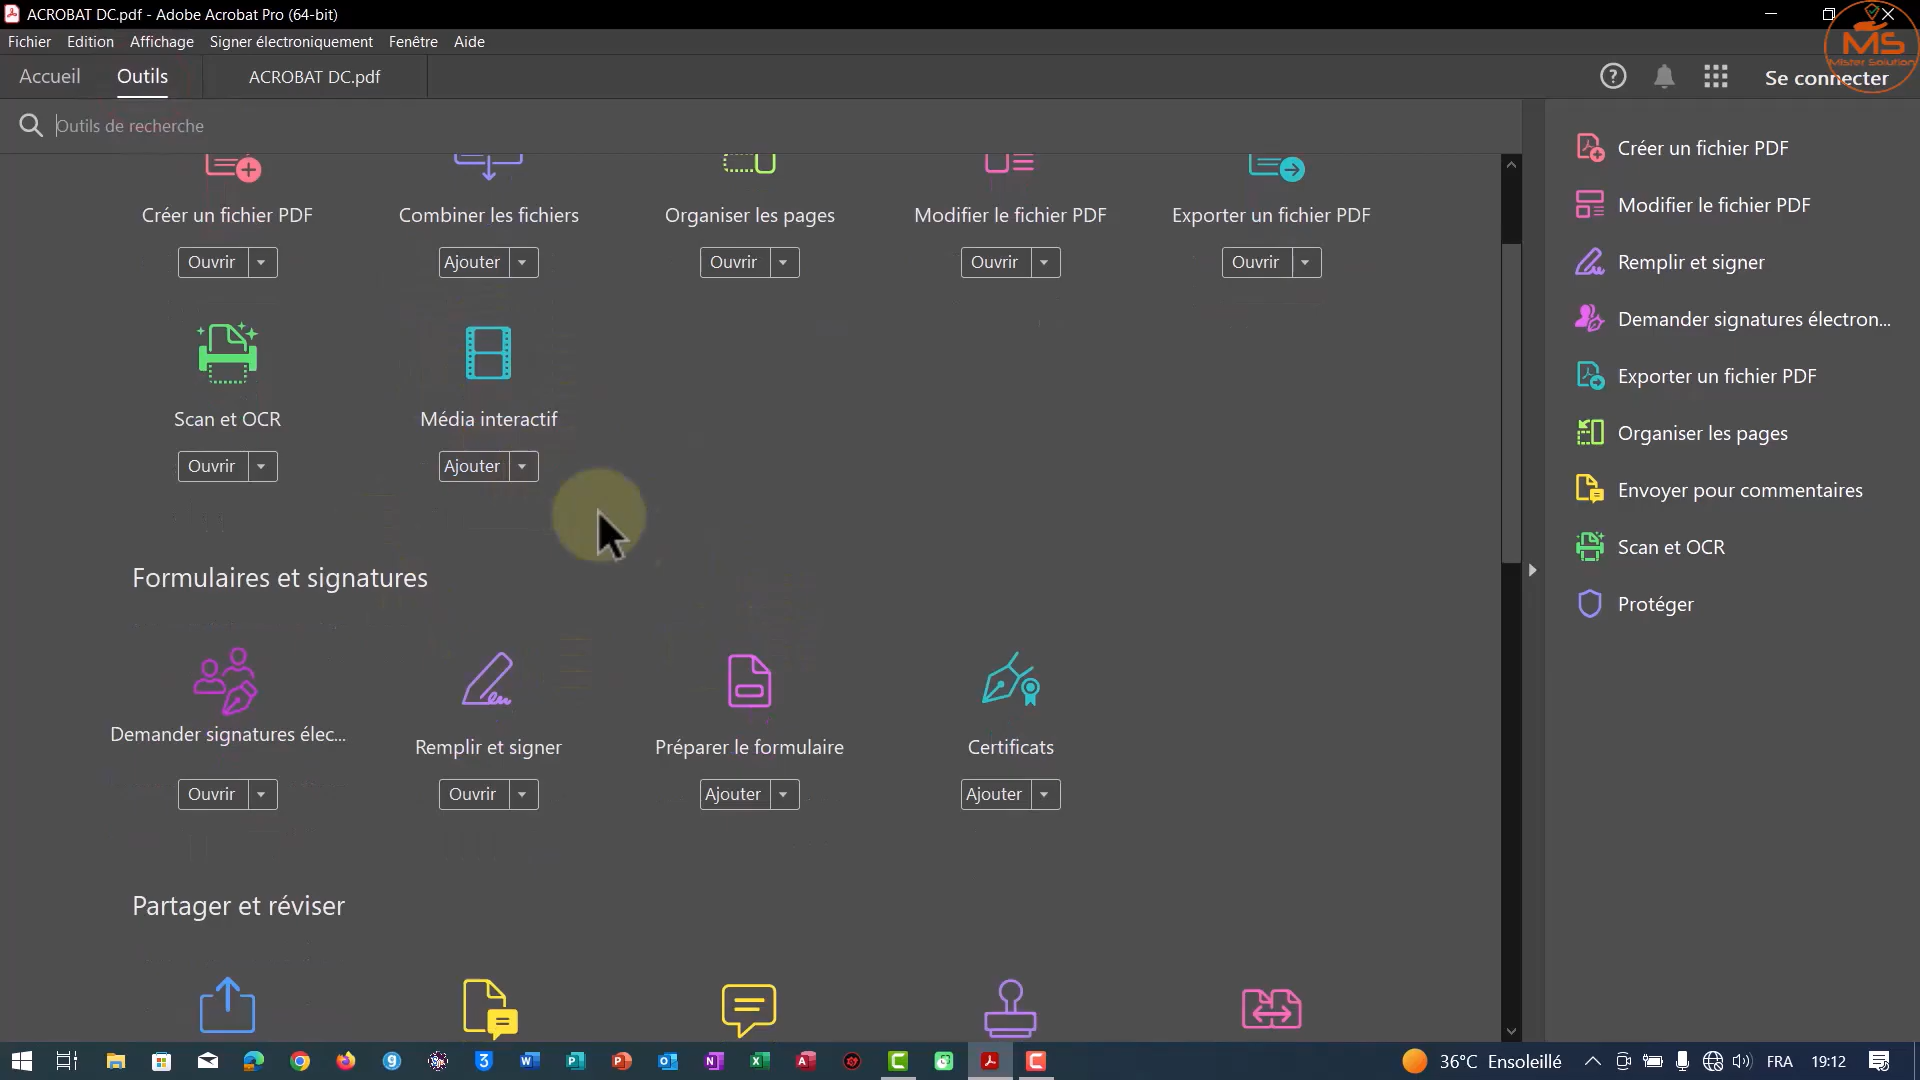 ACROBAT DC.pdf - Adobe Acrobat Pro (64-bit)
Fichier Edition Affichage Signer électroniquement Fenêtre Aide
MS
Mister Solution
Accueil Outils ACROBAT DC.pdf Se connecter
Outils de recherche
Créer un fichier PDF Combiner les fichiers Organiser les pages Modifier le fichier PDF Exporter un fichier PDF
Ouvrir Ajouter Ouvrir Ouvrir Ouvrir
Scan et OCR Média interactif
Ouvrir Ajouter
Formulaires et signatures
Demander signatures élec... Remplir et signer Préparer le formulaire Certificats
Ouvrir Ouvrir Ajouter Ajouter
Partager et réviser
Créer un fichier PDF
Modifier le fichier PDF
Remplir et signer
Demander signatures électron...
Exporter un fichier PDF
Organiser les pages
Envoyer pour commentaires
Scan et OCR
Protéger
36°C Ensoleillé FRA 19:12